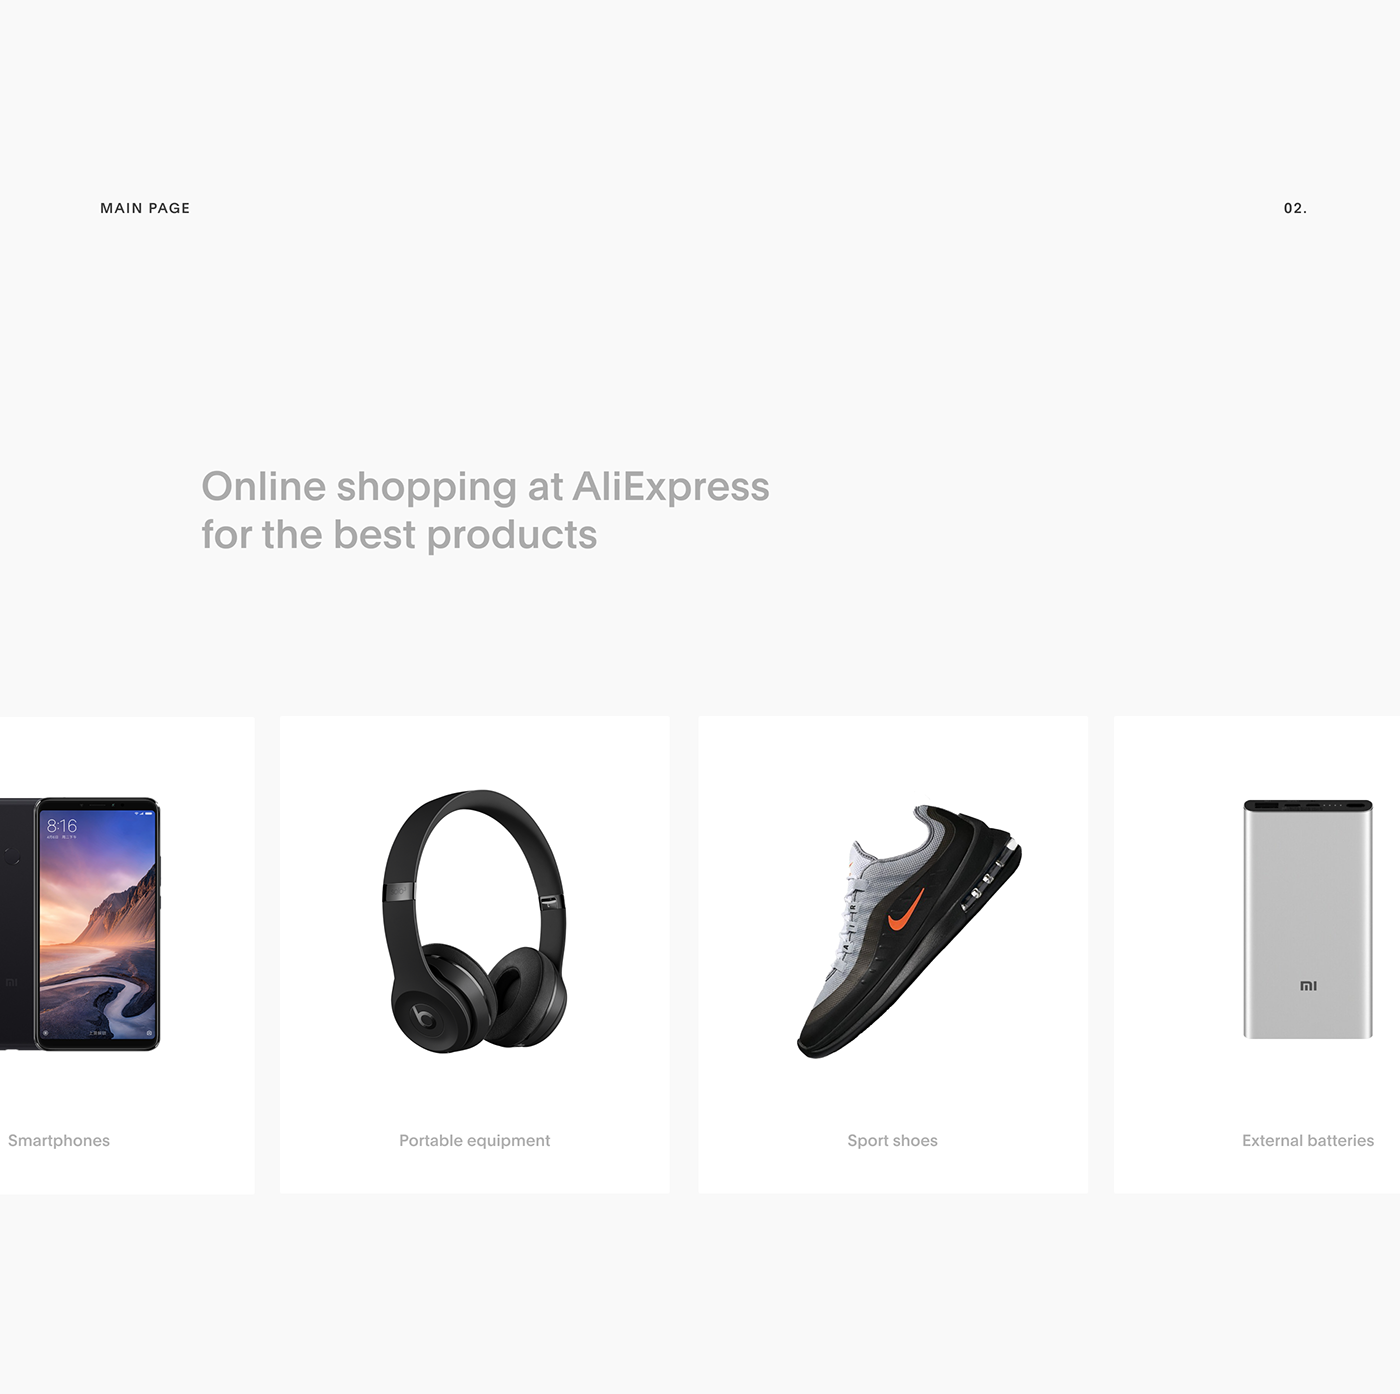 MAIN PAGE
02.
Online shopping at AliExpress
for the best products
8:16
AIR
mi
Smartphones
Portable equipment
Sport shoes
External batteries